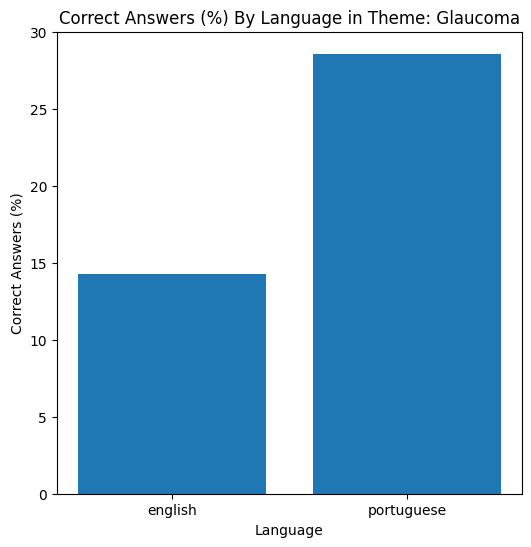 Correct Answers (%) By Language in Theme: Glaucoma
30
25
20
15
10
5
0
Correct Answers (%)
english
portuguese
Language